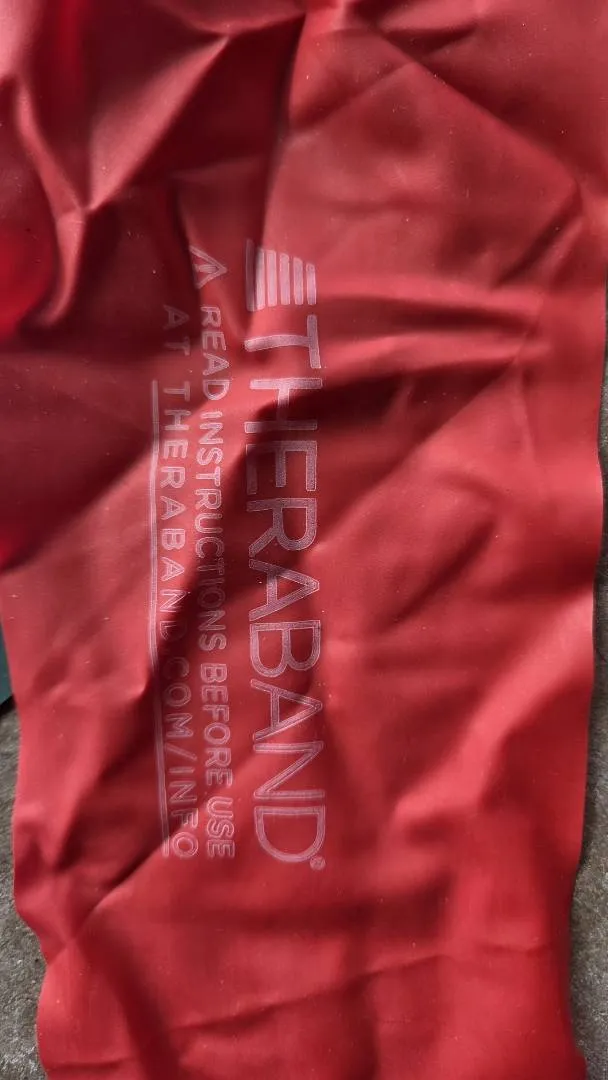 THERABAND®
READ INSTRUCTIONS BEFORE USE
AT THERABAND.COM/INFO